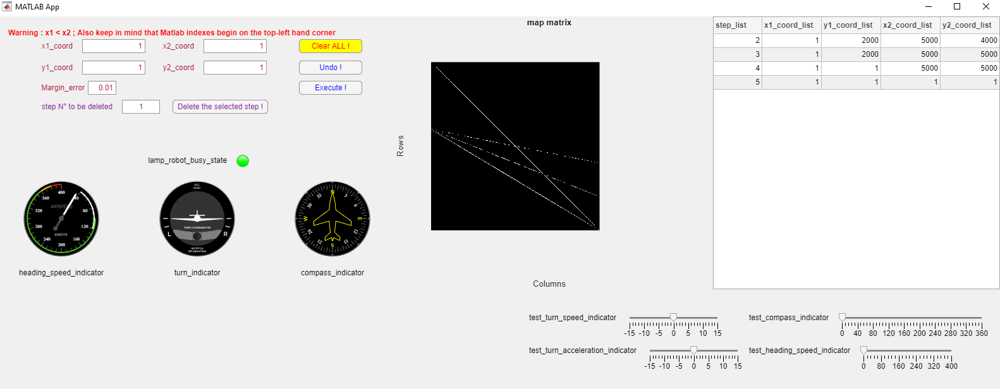 MATLAB App
Warning : x1 < x2 ; Also keep in mind that Matlab indexes begin on the top-left hand corner
x1_coord 1 x2_coord 1 Clear ALL !
y1_coord 1 y2_coord 1 Undo !
Margin_error 0.01 Execute !
step N° to be deleted 1 Delete the selected step !
lamp_robot_busy_state
400
360 40
AIRSPEED
320 80
280 120
KNOTS
240 160
200
heading_speed_indicator
D.C.
ELEC
TURN COORDINATOR
L R
NO PITCH
INFORMATION
turn_indicator
N
33 3
30 6
W E
24 12
21 15
S
compass_indicator
map matrix
Rows
Columns
step_list x1_coord_list y1_coord_list x2_coord_list y2_coord_list
2 1 2000 5000 4000
3 1 2000 5000 5000
4 1 1 5000 5000
5 1 1 1 1
test_turn_speed_indicator
-15 -10 -5 0 5 10 15
test_compass_indicator
0 40 80 120 160 200 240 280 320 360
test_turn_acceleration_indicator
-15 -10 -5 0 5 10 15
test_heading_speed_indicator
0 80 160 240 320 400